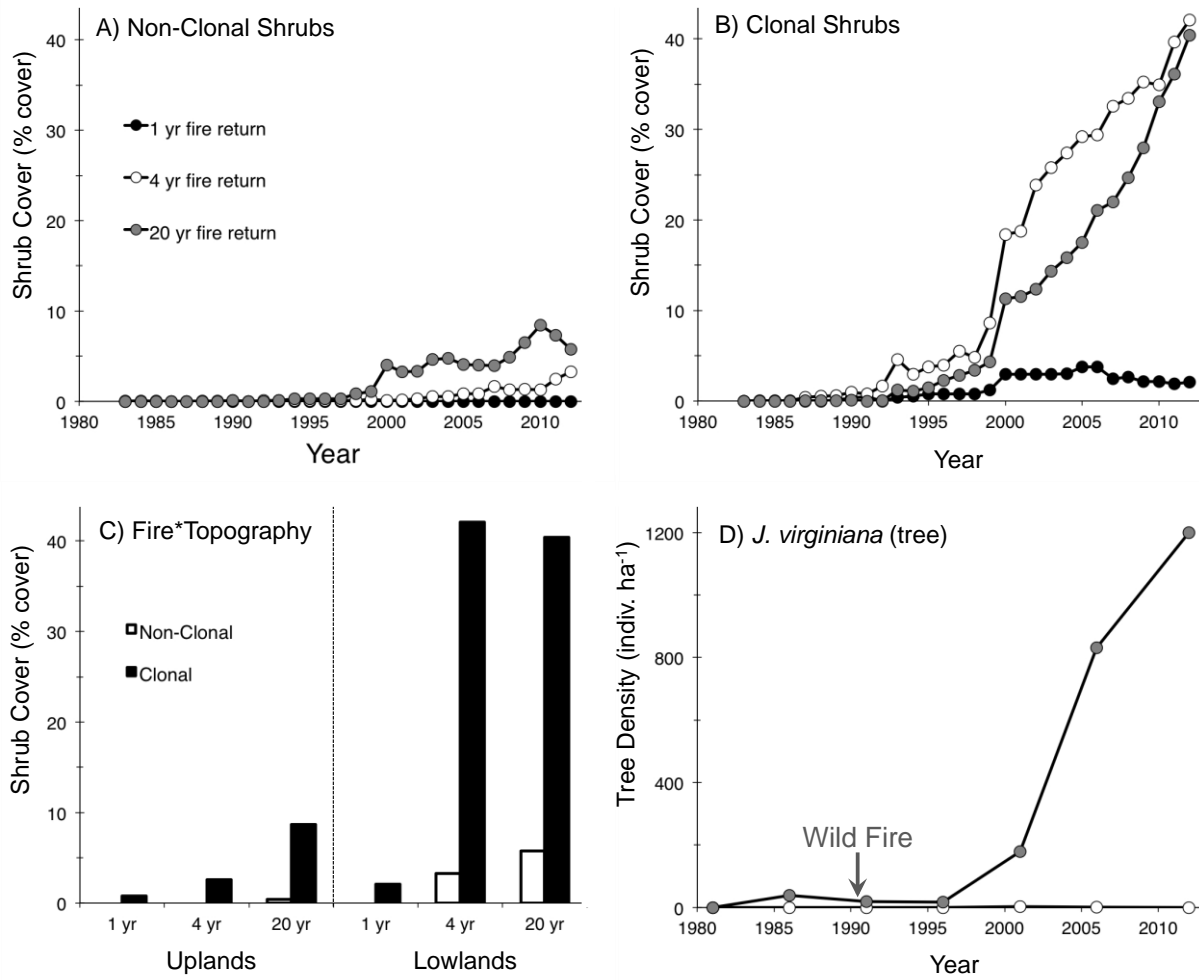 A) Non-Clonal Shrubs
Shrub Cover (% cover)
40
30
20
10
0
1 yr fire return
4 yr fire return
20 yr fire return
1980 1985 1990 1995 2000 2005 2010
Year
B) Clonal Shrubs
Shrub Cover (% cover)
40
30
20
10
0
1980 1985 1990 1995 2000 2005 2010
Year
C) Fire*Topography
Shrub Cover (% cover)
40
30
20
10
0
Non-Clonal
Clonal
1 yr 4 yr 20 yr 1 yr 4 yr 20 yr
Uplands Lowlands
D) J. virginiana (tree)
Tree Density (indiv. ha-1)
1200
800
400
0
Wild Fire
1980 1985 1990 1995 2000 2005 2010
Year